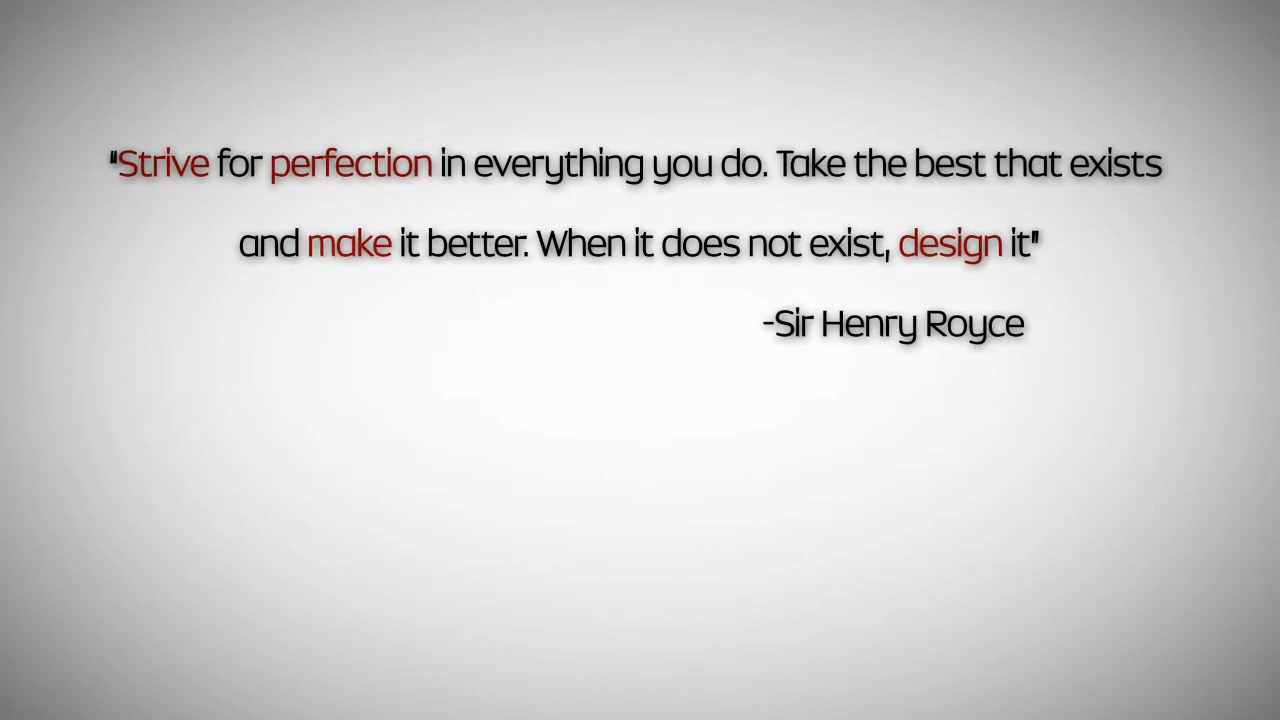 "Strive for perfection in everything you do. Take the best that exists
and make it better. When it does not exist, design it"
-Sir Henry Royce